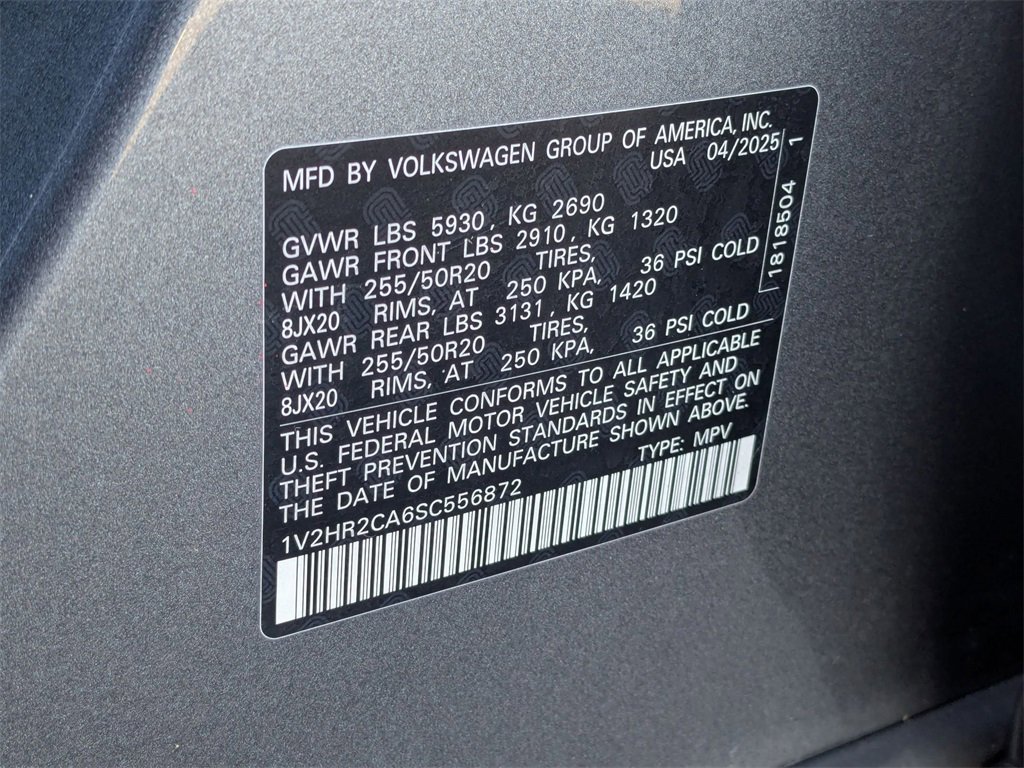 MFD BY VOLKSWAGEN GROUP OF AMERICA, INC.
USA 04/2025
GVWR LBS 5930, KG 2690
GAWR FRONT LBS 2910, KG 1320
WITH 255/50R20 TIRES,
8JX20 RIMS, AT 250 KPA, 36 PSI COLD
GAWR REAR LBS 3131, KG 1420
WITH 255/50R20 TIRES,
8JX20 RIMS, AT 250 KPA, 36 PSI COLD
1818504 1
THIS VEHICLE CONFORMS TO ALL APPLICABLE
U.S. FEDERAL MOTOR VEHICLE SAFETY AND
THEFT PREVENTION STANDARDS IN EFFECT ON
THE DATE OF MANUFACTURE SHOWN ABOVE.
TYPE: MPV
1V2HR2CA6SC556872